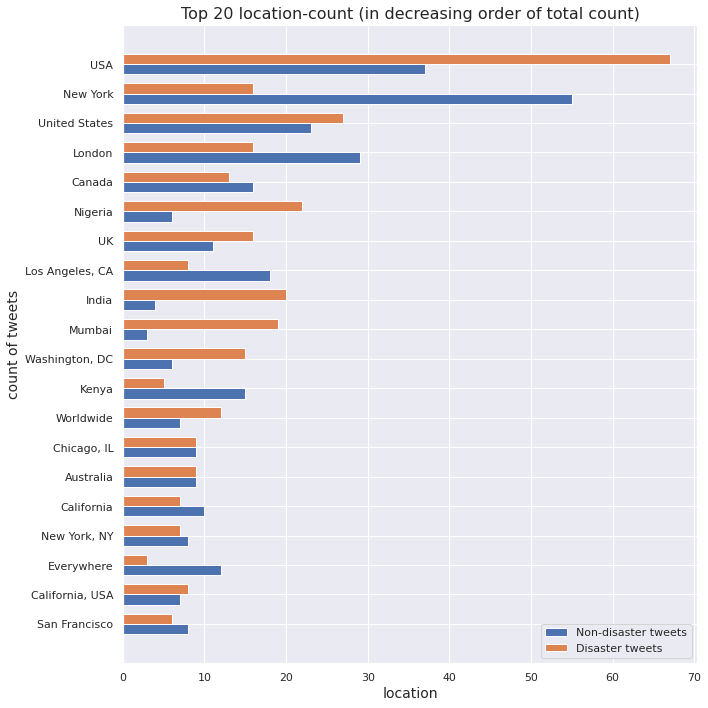 Top 20 location-count (in decreasing order of total count)
USA
New York
United States
London
Canada
Nigeria
UK
Los Angeles, CA
India
Mumbai
Washington, DC
Kenya
Worldwide
Chicago, IL
Australia
California
New York, NY
Everywhere
California, USA
San Francisco
count of tweets
Non-disaster tweets
Disaster tweets
0 10 20 30 40 50 60 70
location